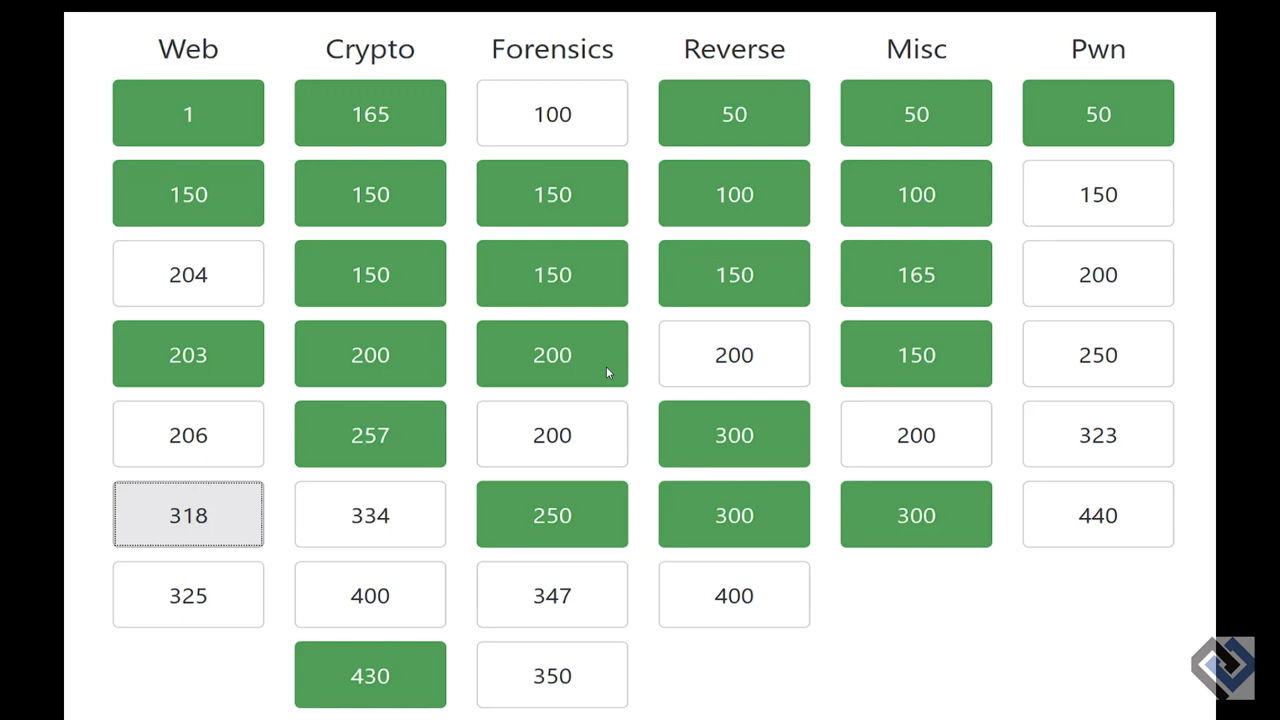 Web Crypto Forensics Reverse Misc Pwn
1 165 100 50 50 50
150 150 150 100 100 150
204 150 150 150 165 200
203 200 200 200 150 250
206 257 200 300 200 323
318 334 250 300 300 440
325 400 347 400
430 350